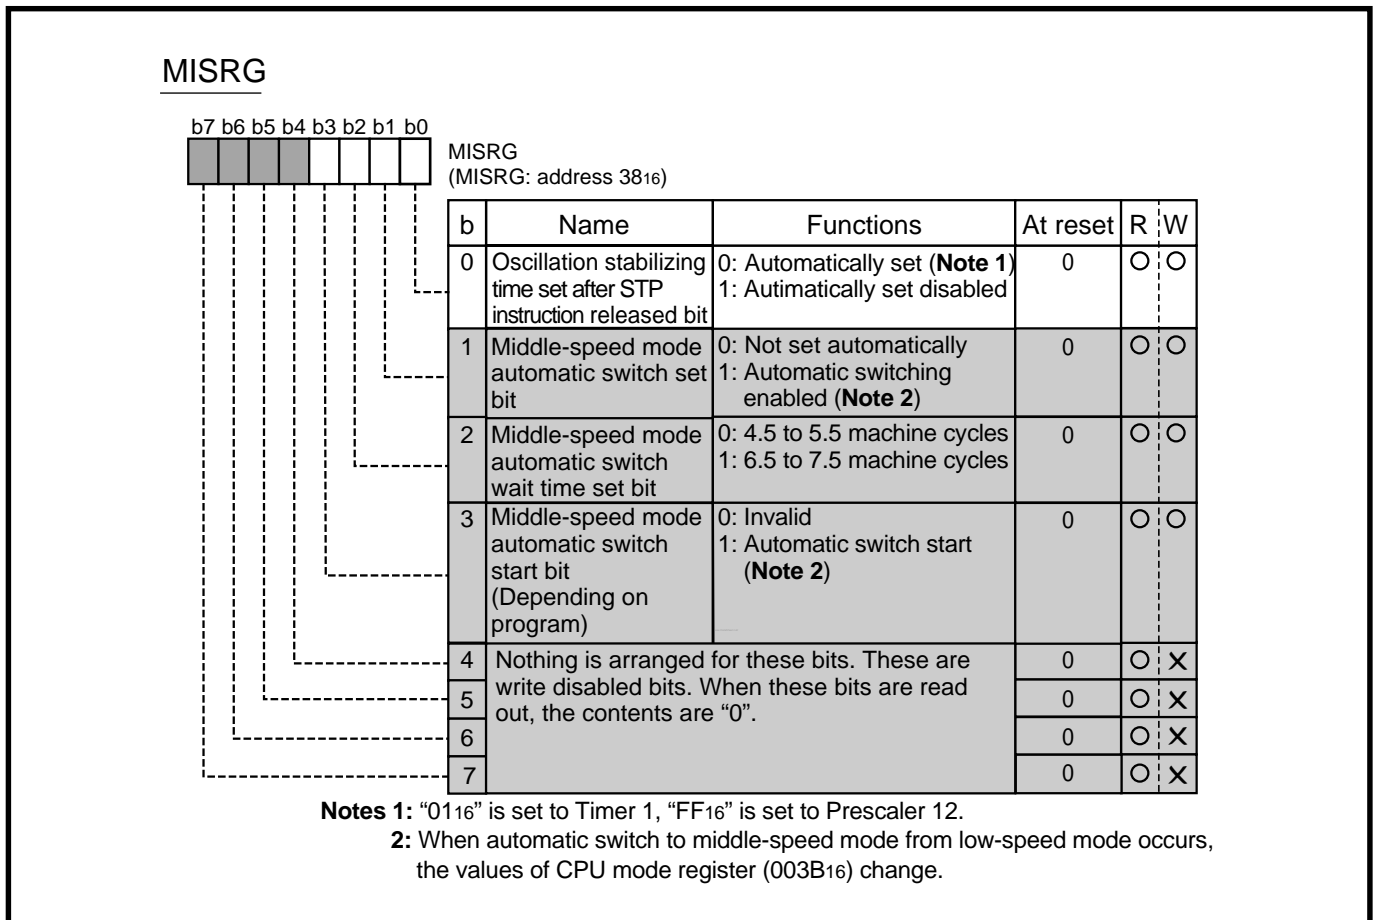 MISRG
b7 b6 b5 b4 b3 b2 b1 b0
MISRG
(MISRG: address 3816)
b Name Functions At reset R W
0 Oscillation stabilizing time set after STP instruction released bit 0: Automatically set (Note 1) 1: Autimatically set disabled 0 O O
1 Middle-speed mode automatic switch set bit 0: Not set automatically 1: Automatic switching enabled (Note 2) 0 O O
2 Middle-speed mode automatic switch wait time set bit 0: 4.5 to 5.5 machine cycles 1: 6.5 to 7.5 machine cycles 0 O O
3 Middle-speed mode automatic switch start bit (Depending on program) 0: Invalid 1: Automatic switch start (Note 2) 0 O O
4 Nothing is arranged for these bits. These are 0 O X
5 write disabled bits. When these bits are read 0 O X
out, the contents are “0”.
6 0 O X
7 0 O X
Notes 1: “0116” is set to Timer 1, “FF16” is set to Prescaler 12.
2: When automatic switch to middle-speed mode from low-speed mode occurs,
the values of CPU mode register (003B16) change.